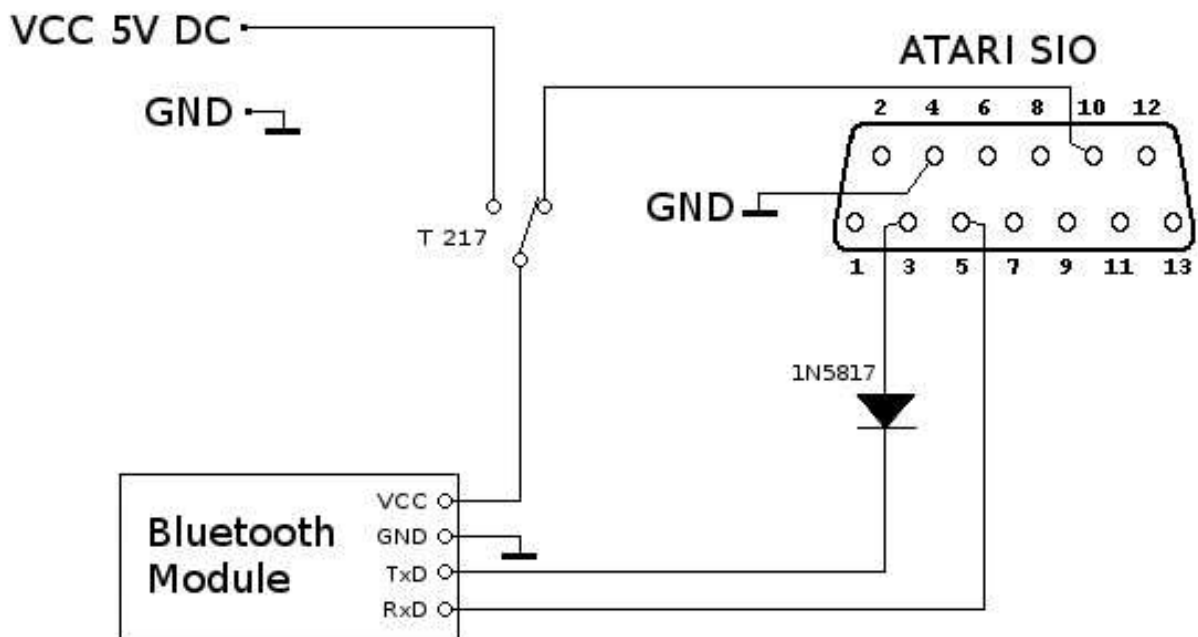 VCC 5V DC
ATARI SIO
GND
2 4 6 8 10 12
GND
T 217
1 3 5 7 9 11 13
1N5817
Bluetooth
Module
VCC
GND
TxD
RxD